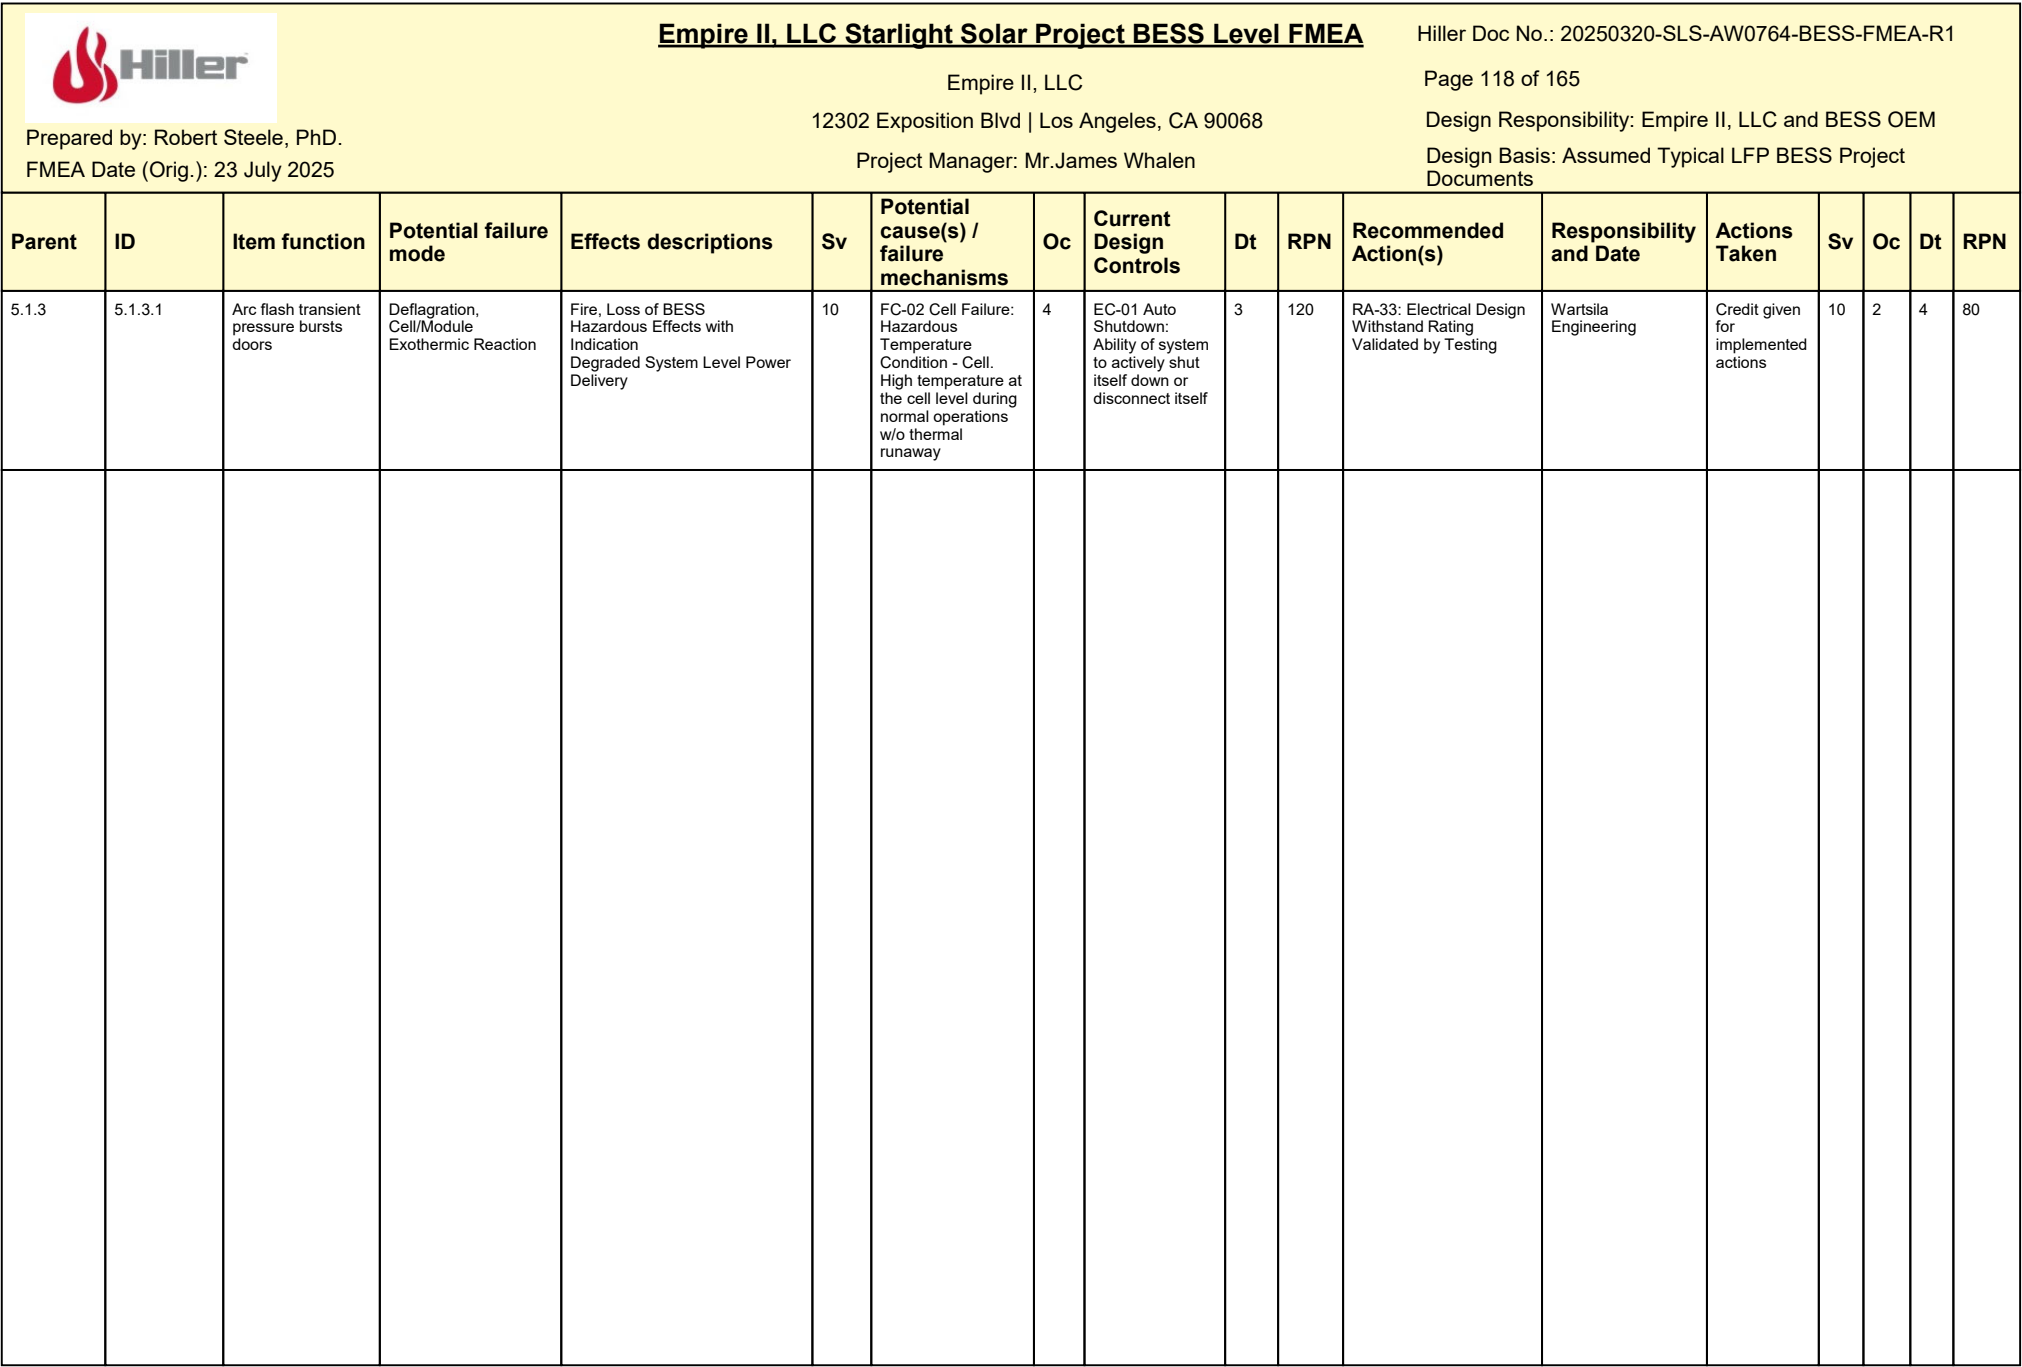 Hiller
Prepared by: Robert Steele, PhD.
FMEA Date (Orig.): 23 July 2025
Empire II, LLC Starlight Solar Project BESS Level FMEA
Empire II, LLC
12302 Exposition Blvd | Los Angeles, CA 90068
Project Manager: Mr.James Whalen
Hiller Doc No.: 20250320-SLS-AW0764-BESS-FMEA-R1
Page 118 of 165
Design Responsibility: Empire II, LLC and BESS OEM
Design Basis: Assumed Typical LFP BESS Project
Documents
Parent
ID
Item function
Potential failure
mode
Effects descriptions
Sv
Potential
cause(s) /
failure
mechanisms
Oc
Current
Design
Controls
Dt
RPN
Recommended
Action(s)
Responsibility
and Date
Actions
Taken
Sv
Oc
Dt
RPN
5.1.3
5.1.3.1
Arc flash transient
pressure bursts
doors
Deflagration,
Cell/Module
Exothermic Reaction
Fire, Loss of BESS
Hazardous Effects with
Indication
Degraded System Level Power
Delivery
10
FC-02 Cell Failure:
Hazardous
Temperature
Condition - Cell.
High temperature at
the cell level during
normal operations
w/o thermal
runaway
4
EC-01 Auto
Shutdown:
Ability of system
to actively shut
itself down or
disconnect itself
3
120
RA-33: Electrical Design
Withstand Rating
Validated by Testing
Wartsila
Engineering
Credit given
for
implemented
actions
10
2
4
80